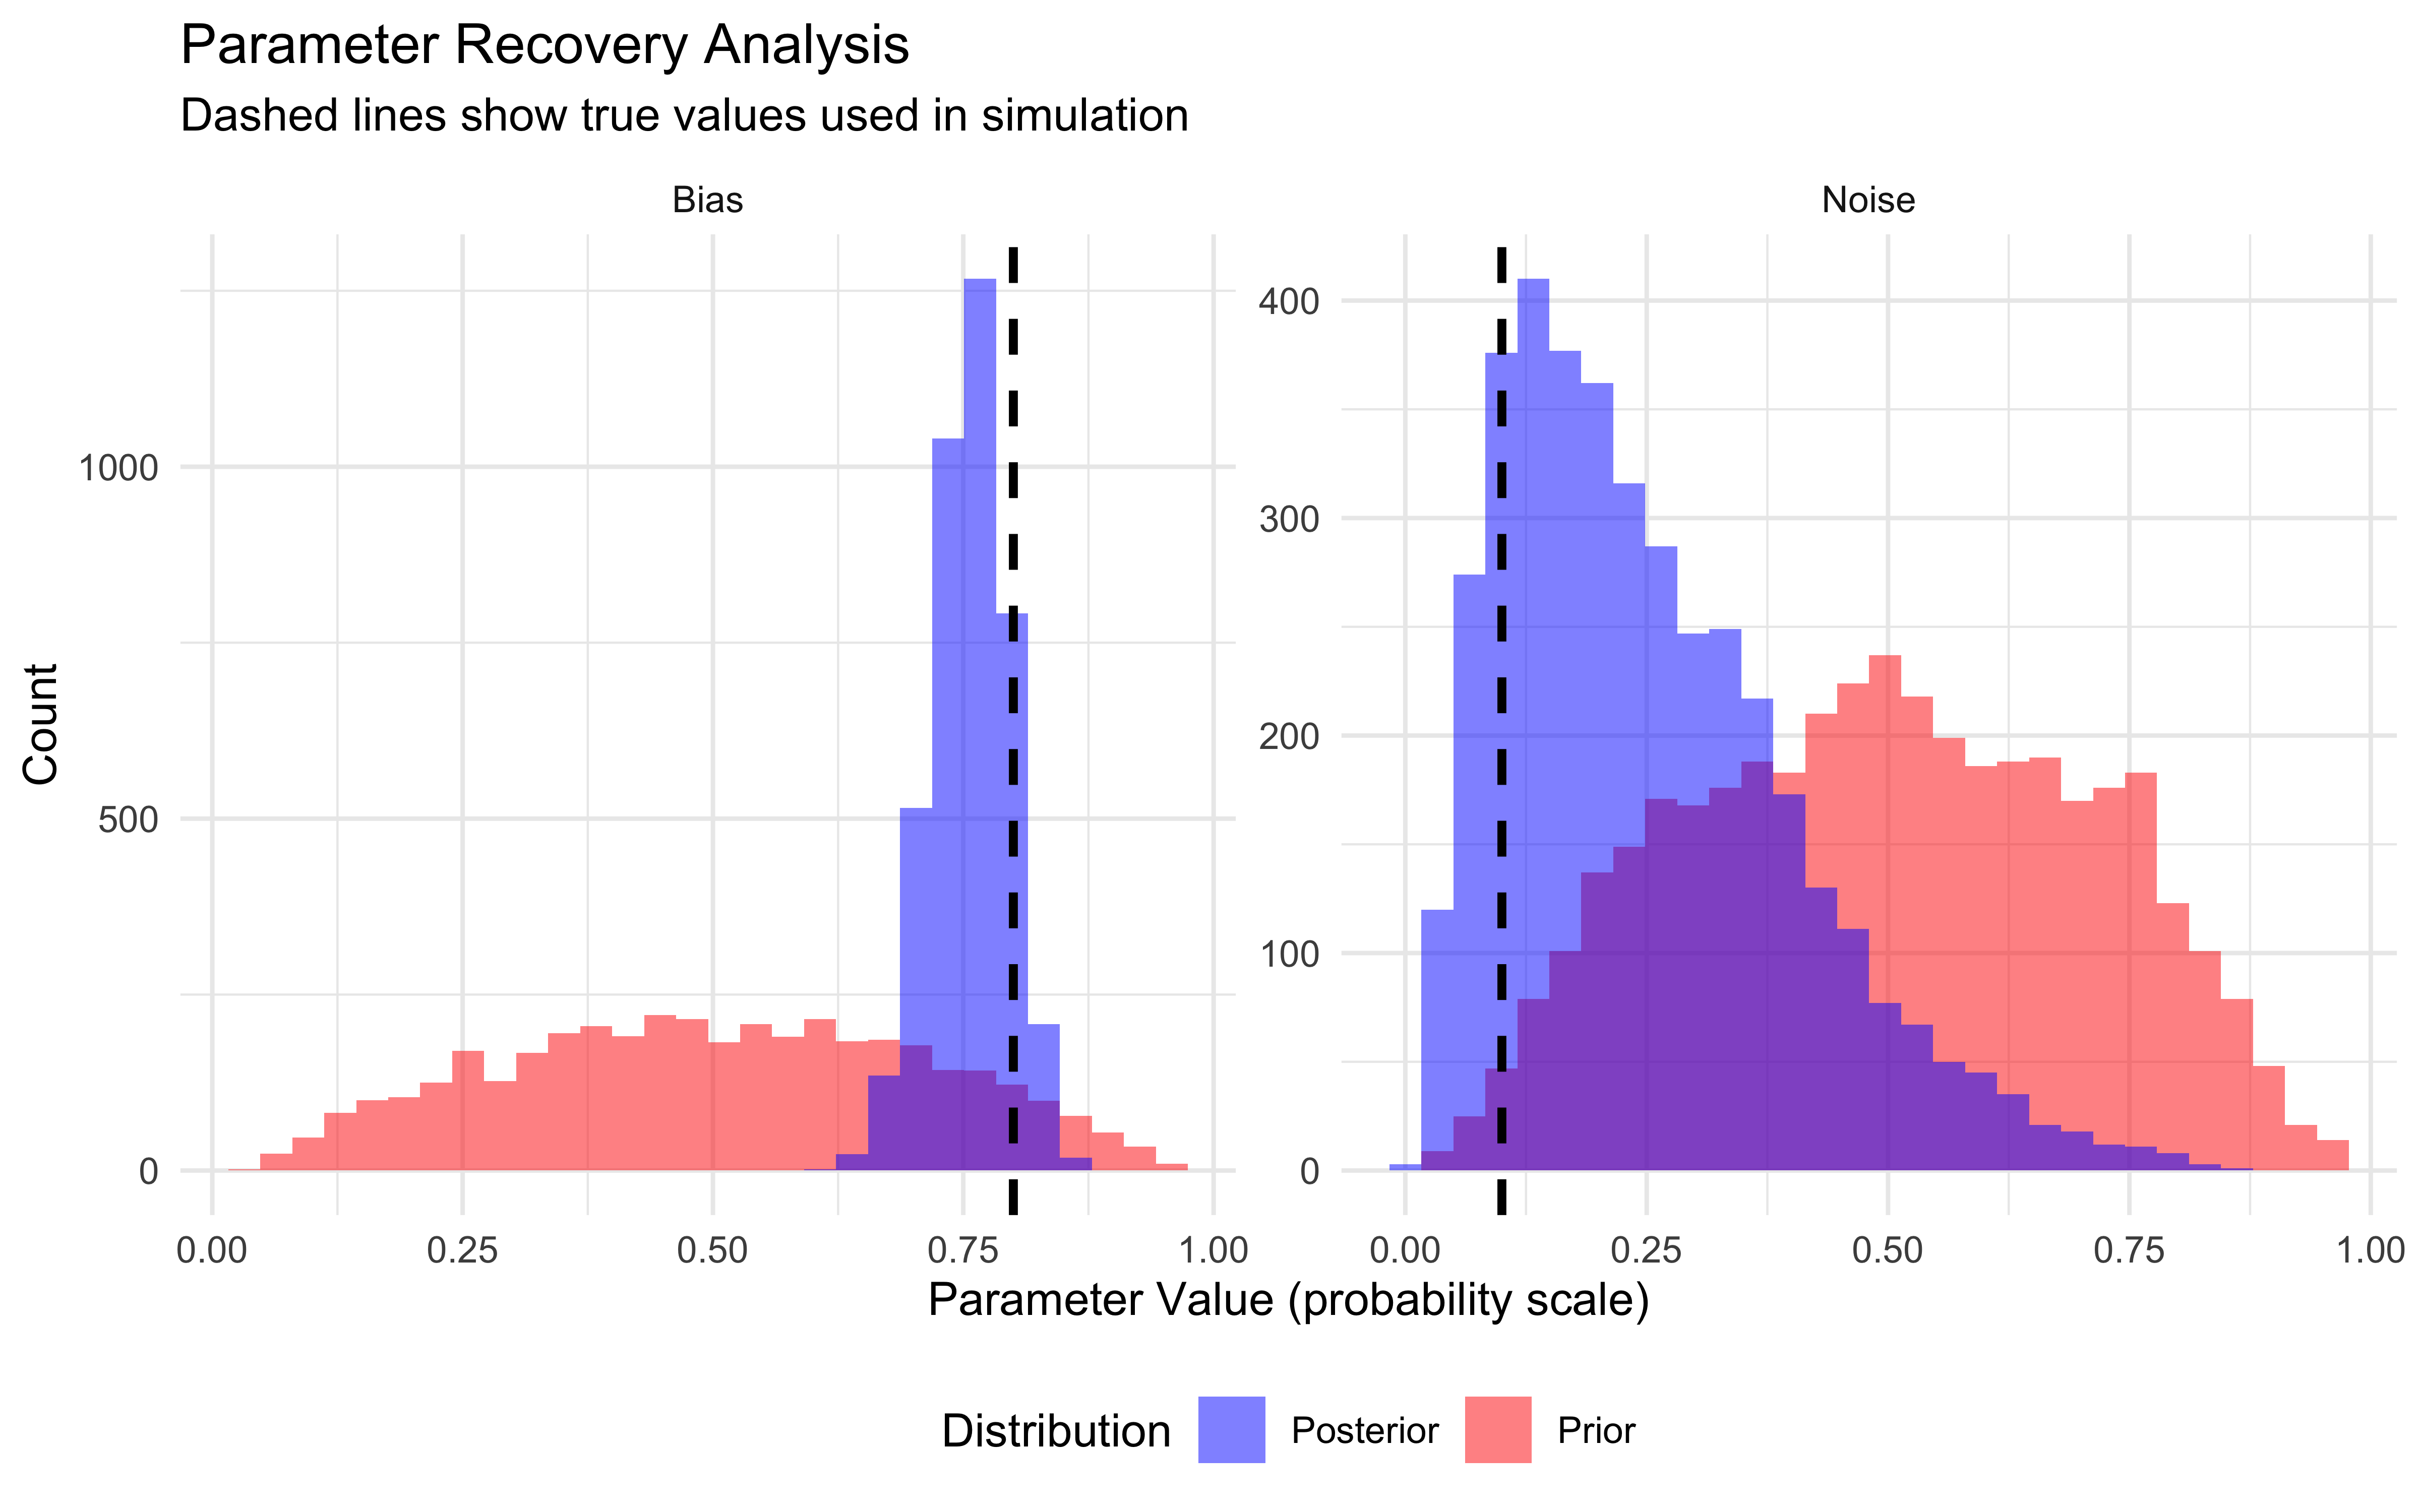 Parameter Recovery Analysis
Dashed lines show true values used in simulation
Bias
Noise
Count
1000
500
0
400
300
200
100
0
0.00 0.25 0.50 0.75 1.00
0.00 0.25 0.50 0.75 1.00
Parameter Value (probability scale)
Distribution Posterior Prior